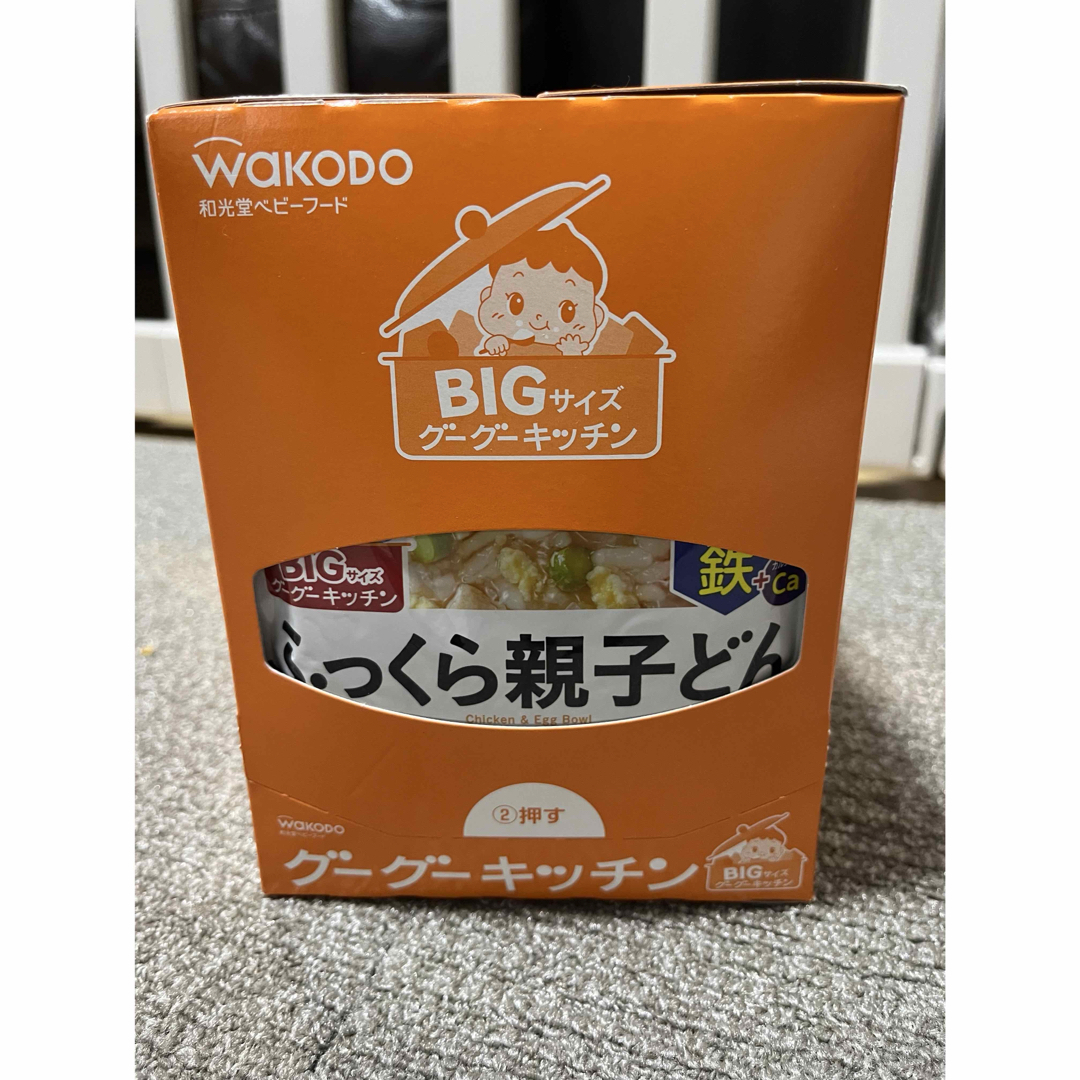 WAKODO
和光堂ベビーフード
BIGサイズ
グーグーキッチン
BIGサイズ
グーグーキッチン
鉄+Ca
ふっくら親子どん
Chicken & Egg Bowl
②押す
WAKODO
和光堂ベビーフード
グーグーキッチン
BIGサイズ
グーグーキッチン